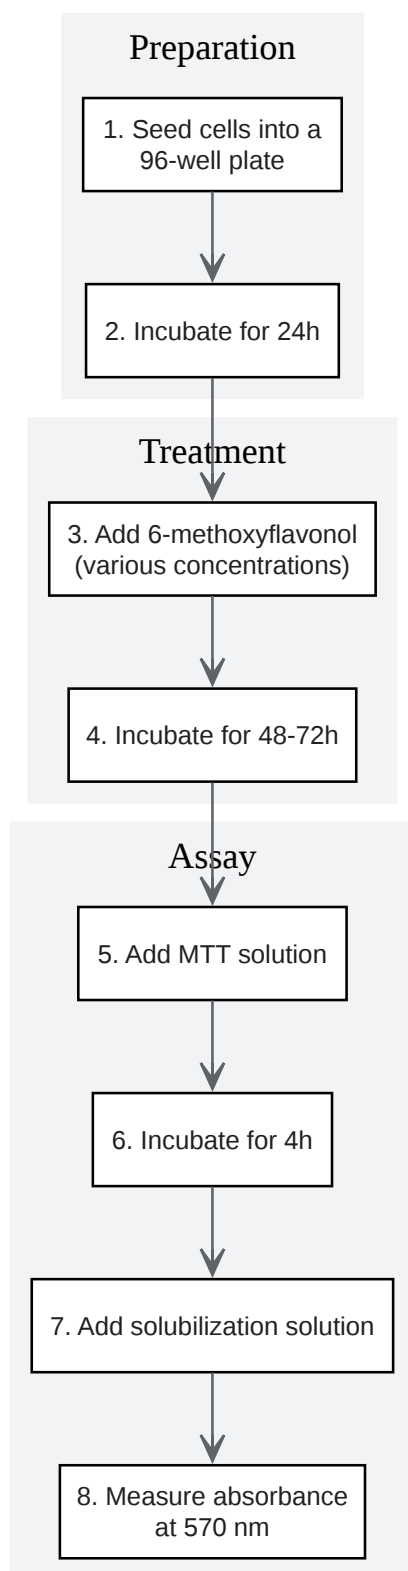 Preparation
1. Seed cells into a
96-well plate
2. Incubate for 24h
Treatment
3. Add 6-methoxyflavonol
(various concentrations)
4. Incubate for 48-72h
Assay
5. Add MTT solution
6. Incubate for 4h
7. Add solubilization solution
8. Measure absorbance
at 570 nm